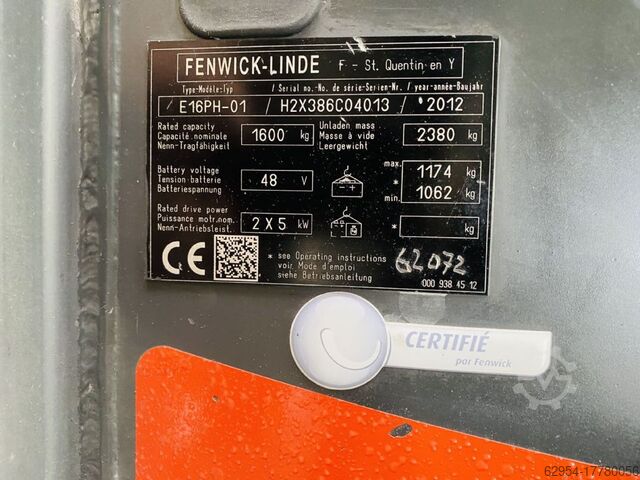 FENWICK-LINDE F - St. Quentin en Y
Type-Modèle-Typ / Serial no.-No. de série-Serien-Nr. / year-année-Baujahr
E16PH-01 / H2X386C04013 / 2012
Rated capacity
Capacité nominale 1600 kg
Nenn-Tragfähigkeit
Unladen mass
Masse à vide 2380 kg
Leergewicht
Battery voltage
Tension batterie 48 V
Batteriespannung
max. 1174 kg
*
min. 1062 kg
Rated drive power
Puissance motr.nom. 2 X 5 kW
Nenn-Antriebsleist.
* kg
CE
* see Operating instructions
voir. Mode d'emploi
siehe Betriebsanleitung
62072
000 938 45 12
CERTIFIÉ
par Fenwick
62954-17780056